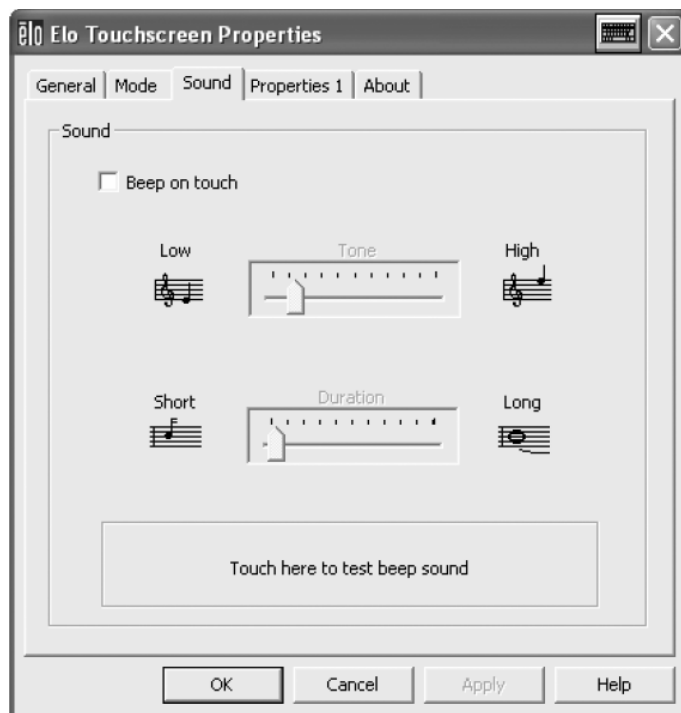 ēlo Elo Touchscreen Properties
General Mode Sound Properties 1 About
Sound
Beep on touch
Low Tone High
Short Duration Long
Touch here to test beep sound
OK Cancel Apply Help